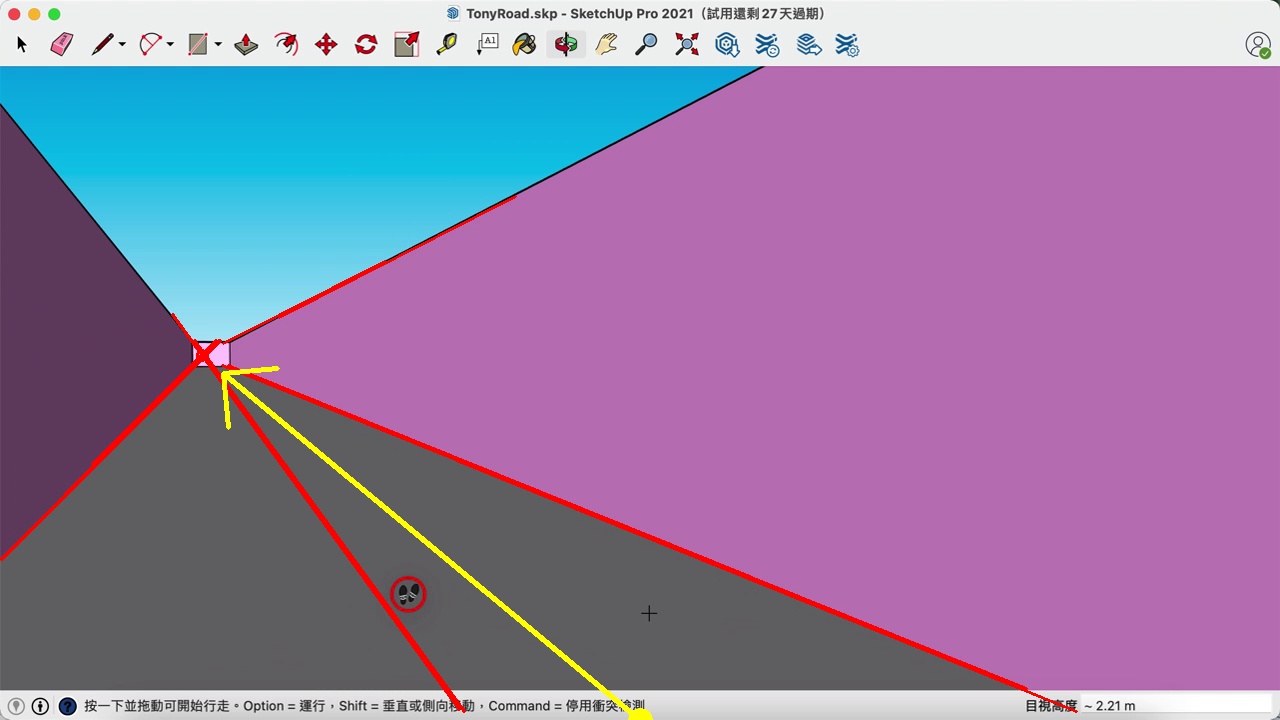 TonyRoad.skp - SketchUp Pro 2021（試用還剩 27 天過期）
A1
按一下並拖動可開始行走。Option = 運行，Shift = 垂直或側向移動，Command = 停用衝突檢測
目視高度 ~ 2.21 m